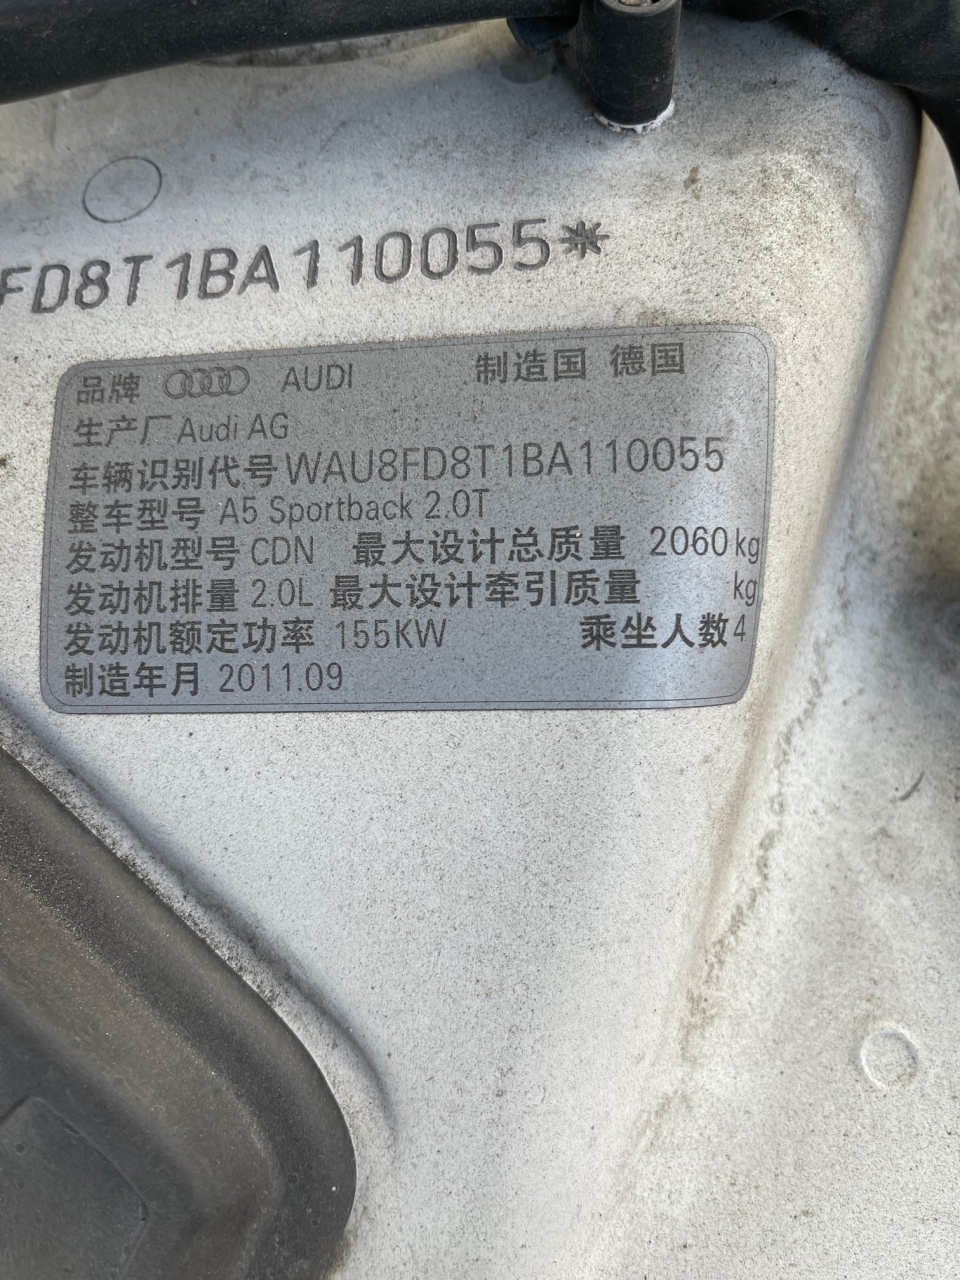 FD8T1BA110055*
品牌 AUDI 制造国 德国
生产厂 Audi AG
车辆识别代号 WAU8FD8T1BA110055
整车型号 A5 Sportback 2.0T
发动机型号 CDN 最大设计总质量 2060 kg
发动机排量 2.0L 最大设计牵引质量 kg
发动机额定功率 155KW 乘坐人数 4
制造年月 2011.09